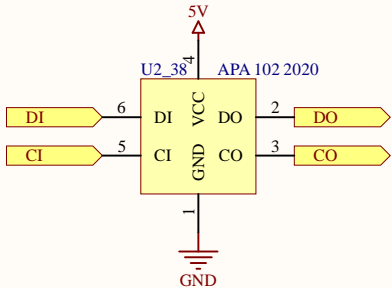 5V
U2_38 APA 102 2020
4
DI 6 DI VCC DO 2 DO
CI 5 CI GND CO 3 CO
1
GND